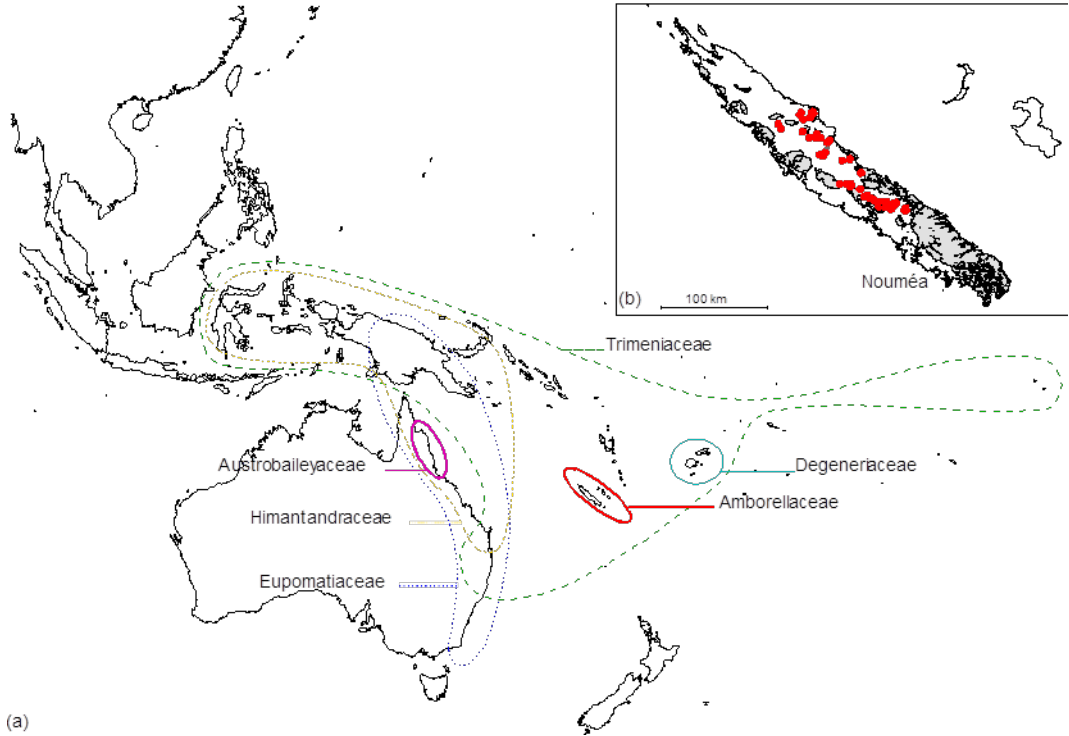 Nouméa
(b)
100 km
Trimeniaceae
Austrobaileyaceae
Degeneriaceae
Amborellaceae
Himantandraceae
Eupomatiaceae
(a)